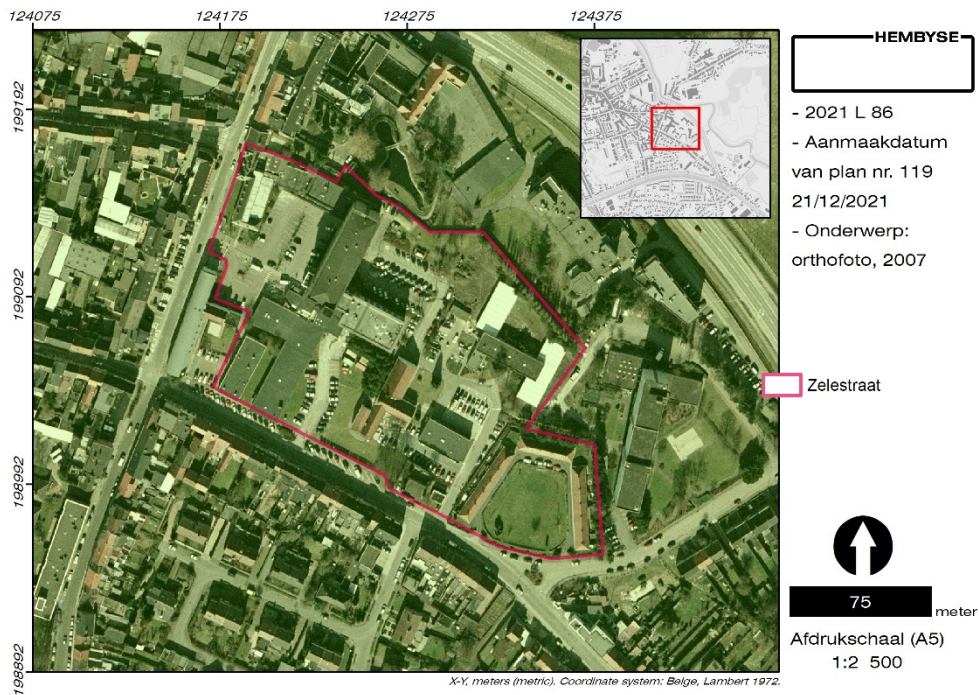 124075
124175
124275
124375
199192
199092
198992
198892
HEMBYSE
- 2021 L 86
- Aanmaakdatum
van plan nr. 119
21/12/2021
- Onderwerp:
orthofoto, 2007
Zelestraat
75
meter
Afdrukschaal (A5)
1:2 500
X-Y, meters (metric). Coordinate system: Belge, Lambert 1972.